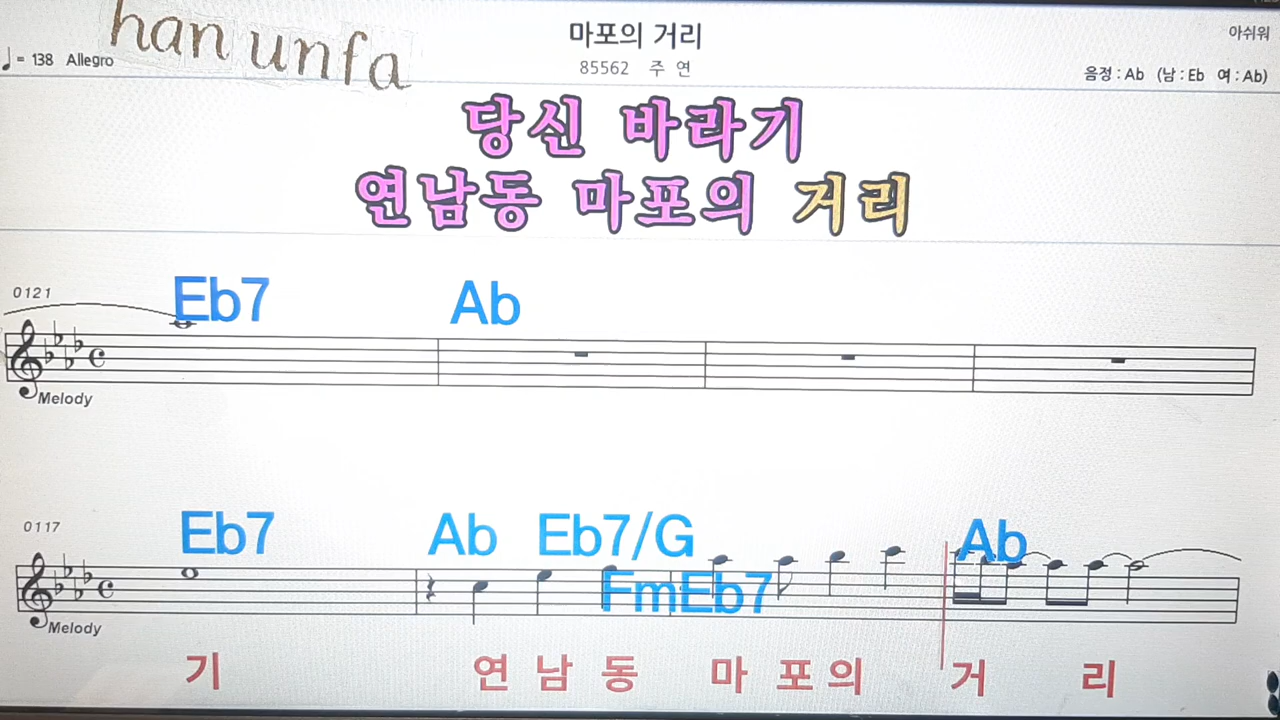 han unfa
마포의 거리
아쉬워
♩= 138 Allegro
85562 주 연
음정 : Ab (남 : Eb 여 : Ab)
당신 바라기
연남동 마포의 거리
Eb7 Ab
0121
Melody
Eb7 Ab Eb7/G Ab
0117
FmEb7
Melody
기 연 남 동 마 포 의 거 리